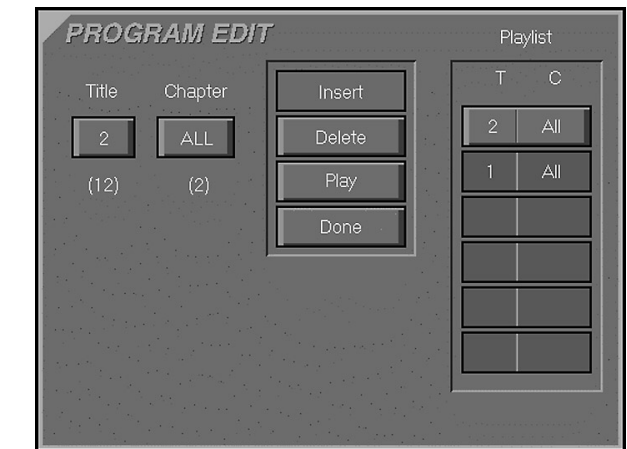 PROGRAM EDIT
Playlist
Title Chapter
2 ALL
(12) (2)
Insert
Delete
Play
Done
T C
2 All
1 All